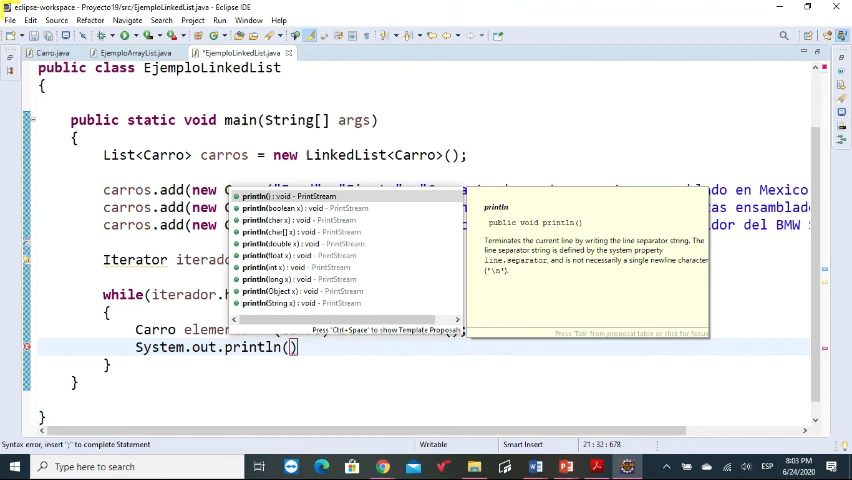 eclipse-workspace - Proyecto19/src/EjemploLinkedList.java - Eclipse IDE
File Edit Source Refactor Navigate Search Project Run Window Help
Carro.java EjemploArrayList.java *EjemploLinkedList.java
public class EjemploLinkedList
{
public static void main(String[] args)
{
List<Carro> carros = new LinkedList<Carro>();
carros.add(new
carros.add(new
carros.add(new
blado en Mexico
cas ensamblad
dor del BMW S
Iterator iterado
while(iterador.h
{
Carro eleme
System.out.println()
}
}
}
println() : void - PrintStream
println(boolean x) : void - PrintStream
println(char x) : void - PrintStream
println(char[] x) : void - PrintStream
println(double x) : void - PrintStream
println(float x) : void - PrintStream
println(int x) : void - PrintStream
println(long x) : void - PrintStream
println(Object x) : void - PrintStream
println(String x) : void - PrintStream
Press 'Ctrl+Space' to show Template Proposals
println
public void println()
Terminates the current line by writing the line separator string. The
line separator string is defined by the system property
line.separator, and is not necessarily a single newline character
('\n').
Press 'Tab' from proposal table or click for focus
Syntax error, insert ";" to complete Statement Writable Smart Insert 21 : 32 : 678
Type here to search ESP 8:03 PM 6/24/2020